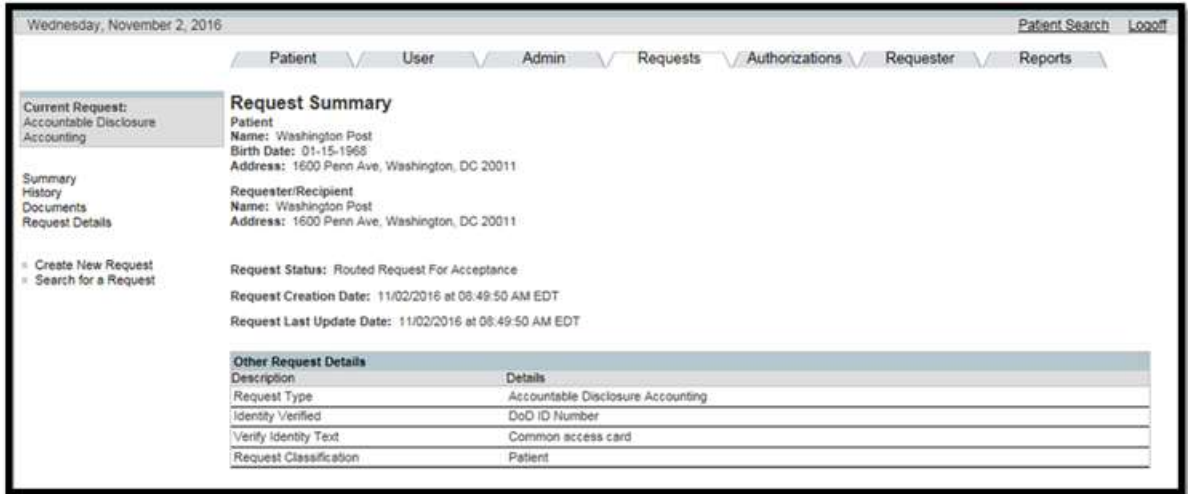 Wednesday, November 2, 2016
Patient Search
Logoff
Patient
User
Admin
Requests
Authorizations
Requester
Reports
Current Request:
Accountable Disclosure
Accounting
Summary
History
Documents
Request Details
Create New Request
Search for a Request
Request Summary
Patient
Name: Washington Post
Birth Date: 01-15-1968
Address: 1600 Penn Ave, Washington, DC 20011
Requester/Recipient
Name: Washington Post
Address: 1600 Penn Ave, Washington, DC 20011
Request Status: Routed Request For Acceptance
Request Creation Date: 11/02/2016 at 08:49:50 AM EDT
Request Last Update Date: 11/02/2016 at 08:49:50 AM EDT
Other Request Details
Description Details
Request Type Accountable Disclosure Accounting
Identity Verified DoD ID Number
Verify Identity Text Common access card
Request Classification Patient